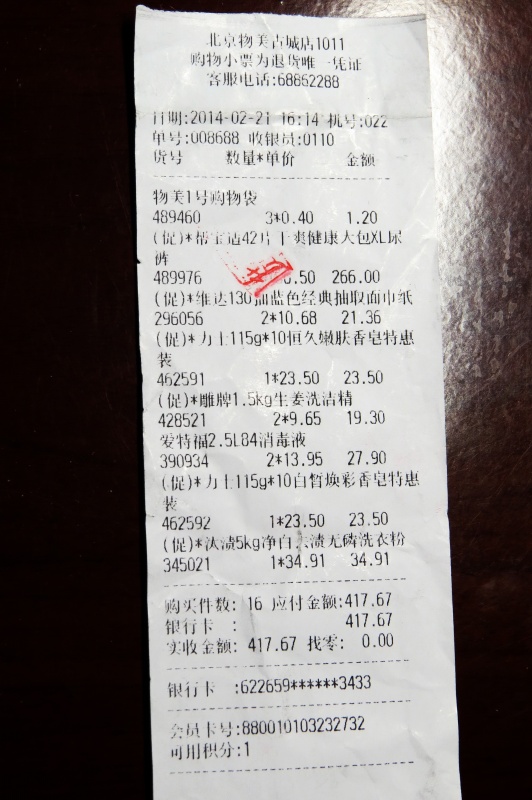 北京物美古城店1011
购物小票为退货唯一凭证
客服电话:68862288
日期:2014-02-21 16:14 机号:022
单号:008688 收银员:0110
货号 数量*单价 金额
物美1号购物袋
489460 3*0.40 1.20
(促)*帮宝适42片干爽健康大包XL尿
裤
489976 .50 266.00
(促)*维达130抽蓝色经典抽取面巾纸
296056 2*10.68 21.36
(促)*力士115g*10恒久嫩肤香皂特惠
装
462591 1*23.50 23.50
(促)*雕牌1.5kg生姜洗洁精
428521 2*9.65 19.30
爱特福2.5L84消毒液
390934 2*13.95 27.90
(促)*力士115g*10白皙焕彩香皂特惠
装
462592 1*23.50 23.50
(促)*汰渍5kg净白去渍无磷洗衣粉
345021 1*34.91 34.91
购买件数: 16 应付金额:417.67
银行卡 : 417.67
实收金额: 417.67 找零: 0.00
银行卡 :622659******3433
会员卡号:880010103232732
可用积分:1